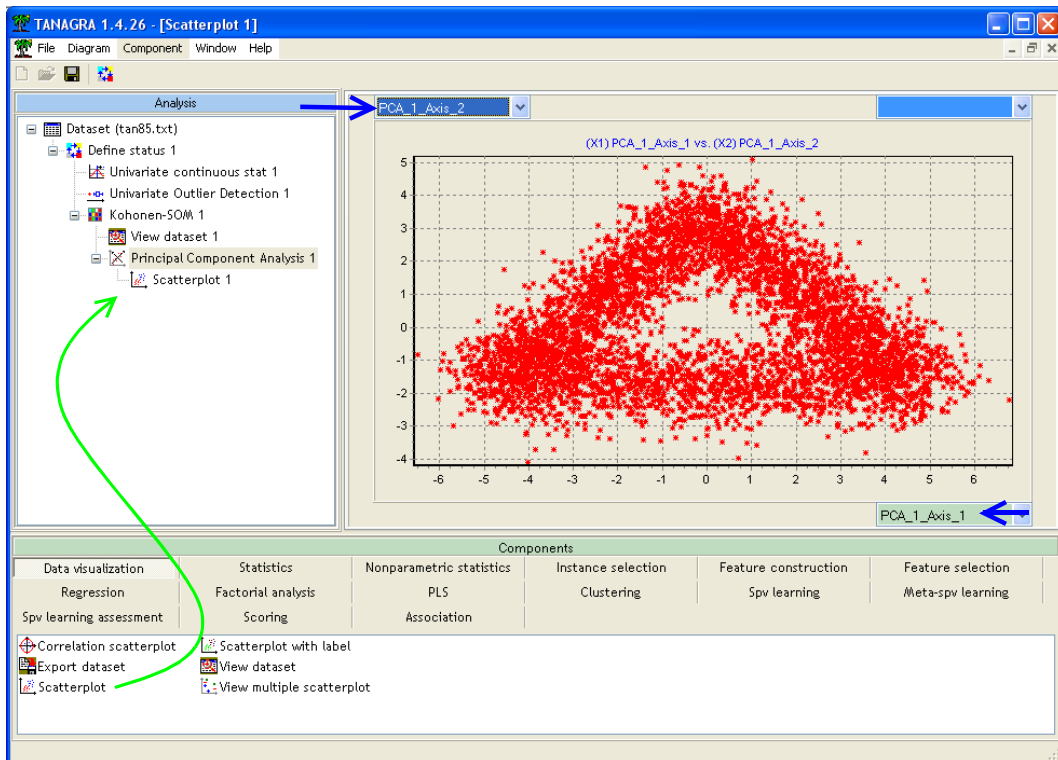 TANAGRA 1.4.26 - [Scatterplot 1]
File Diagram Component Window Help
Analysis
Dataset (tan85.txt)
Define status 1
Univariate continuous stat 1
Univariate Outlier Detection 1
Kohonen-SOM 1
View dataset 1
Principal Component Analysis 1
Scatterplot 1
PCA_1_Axis_2
(X1) PCA_1_Axis_1 vs. (X2) PCA_1_Axis_2
5
4
3
2
1
0
-1
-2
-3
-4
-6 -5 -4 -3 -2 -1 0 1 2 3 4 5 6
PCA_1_Axis_1
Components
Data visualization Statistics Nonparametric statistics Instance selection Feature construction Feature selection
Regression Factorial analysis PLS Clustering Spv learning Meta-spv learning
Spv learning assessment Scoring Association
Correlation scatterplot Scatterplot with label
Export dataset View dataset
Scatterplot View multiple scatterplot